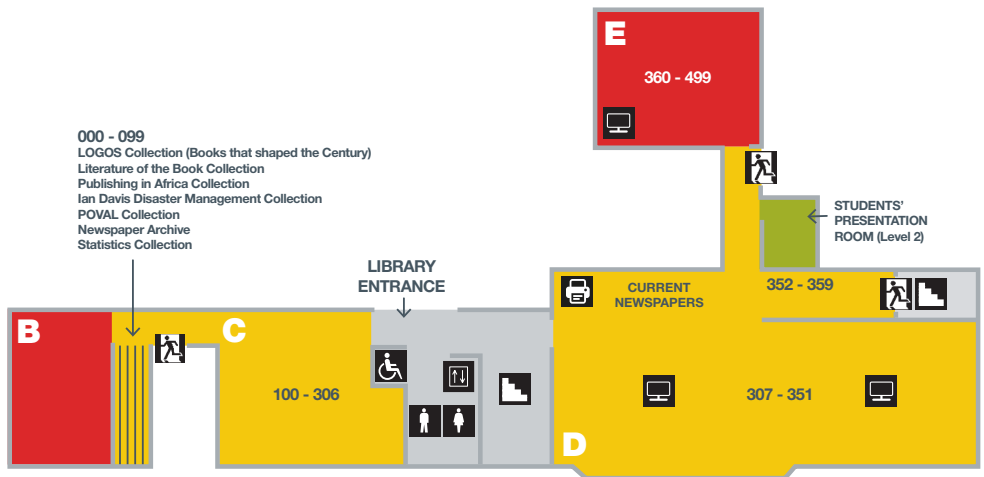 E
360 - 499
000 - 099
LOGOS Collection (Books that shaped the Century)
Literature of the Book Collection
Publishing in Africa Collection
Ian Davis Disaster Management Collection
POVAL Collection
Newspaper Archive
Statistics Collection
STUDENTS'
PRESENTATION
ROOM (Level 2)
LIBRARY
ENTRANCE
CURRENT
NEWSPAPERS
352 - 359
B
C
100 - 306
307 - 351
D